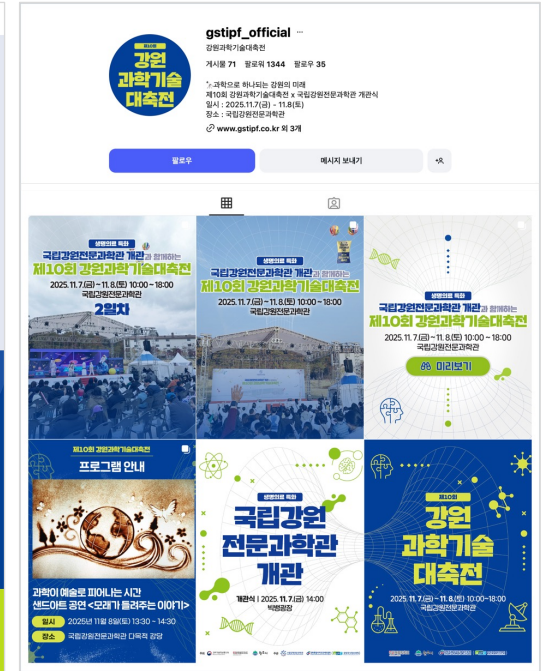 제10회
강원
과학기술
대축전
gstipf_official ···
강원과학기술대축전
게시물 71 팔로워 1344 팔로우 35
과학으로 하나되는 강원의 미래
제10회 강원과학기술대축전 x 국립강원전문과학관 개관식
일시 : 2025.11.7(금) - 11.8(토)
장소 : 국립강원전문과학관
www.gstipf.co.kr 외 3개
팔로우
메시지 보내기
생명의료 특화
국립강원전문과학관 개관과 함께하는
제10회 강원과학기술대축전
2025. 11. 7.(금) ~ 11. 8.(토) 10:00 ~ 18:00
국립강원전문과학관
2일차
생명의료 특화
국립강원전문과학관 개관과 함께하는
제10회 강원과학기술대축전
2025. 11. 7.(금) ~ 11. 8.(토) 10:00 ~ 18:00
국립강원전문과학관
생명의료 특화
국립강원전문과학관 개관과 함께하는
제10회 강원과학기술대축전
2025. 11. 7.(금) ~ 11. 8.(토) 10:00 ~ 18:00
국립강원전문과학관
미리보기
제10회 강원과학기술대축전
프로그램 안내
과학이 예술로 피어나는 시간
샌드아트 공연 <모래가 들려주는 이야기>
일시 2025년 11월 8일(토) 13:30 ~ 14:30
장소 국립강원전문과학관 다목적 강당
생명의료 특화
국립강원
전문과학관
개관
개관식 | 2025. 11. 7.(금) 14:00
빅뱅광장
제10회
강원
과학기술
대축전
2025. 11. 7.(금) ~ 11. 8.(토) 10:00~18:00
국립강원전문과학관